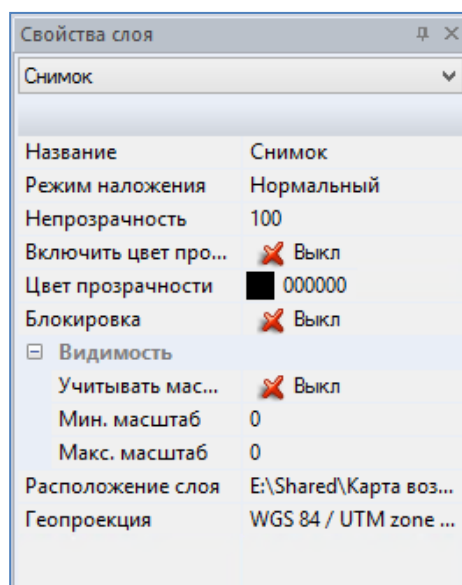 Свойства слоя
Снимок
Название Снимок
Режим наложения Нормальный
Непрозрачность 100
Включить цвет про... Выкл
Цвет прозрачности 000000
Блокировка Выкл
Видимость
Учитывать мас... Выкл
Мин. масштаб 0
Макс. масштаб 0
Расположение слоя E:\Shared\Карта воз...
Геопроекция WGS 84 / UTM zone ...